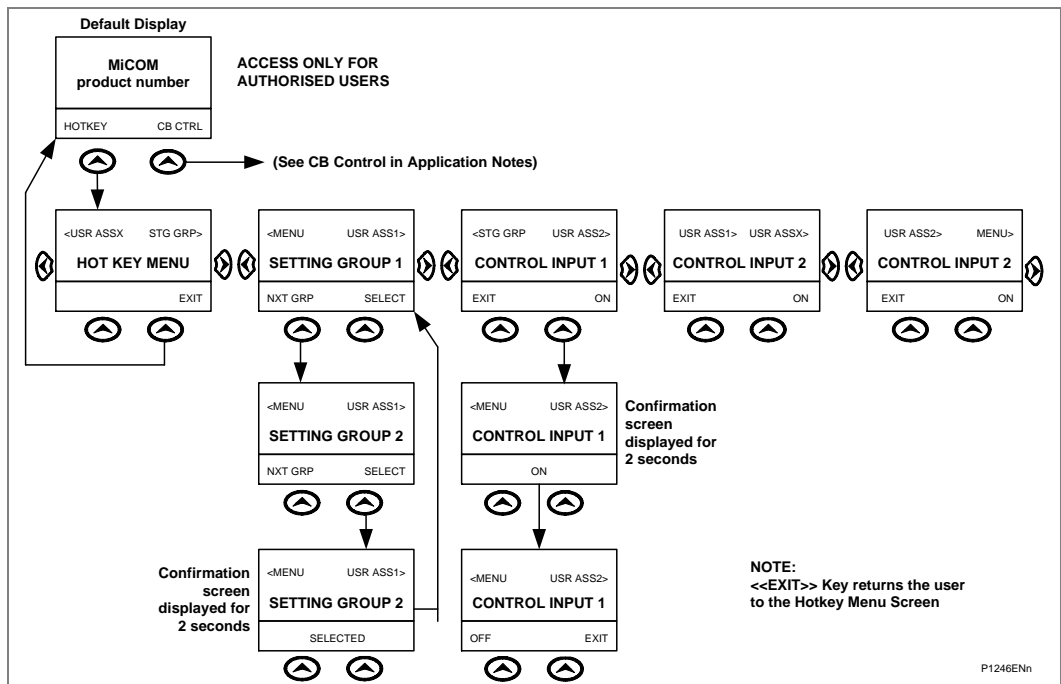 Default Display
MiCOM
product number
HOTKEY CB CTRL
ACCESS ONLY FOR
AUTHORISED USERS
(See CB Control in Application Notes)
<USR ASSX STG GRP>
HOT KEY MENU
EXIT
<MENU USR ASS1>
SETTING GROUP 1
NXT GRP SELECT
<STG GRP USR ASS2>
CONTROL INPUT 1
EXIT ON
USR ASS1> USR ASSX>
CONTROL INPUT 2
EXIT ON
USR ASS2> MENU>
CONTROL INPUT 2
EXIT ON
<MENU USR ASS1>
SETTING GROUP 2
NXT GRP SELECT
<MENU USR ASS2>
CONTROL INPUT 1
ON
Confirmation
screen
displayed for
2 seconds
Confirmation
screen
displayed for
2 seconds
<MENU USR ASS1>
SETTING GROUP 2
SELECTED
<MENU USR ASS2>
CONTROL INPUT 1
OFF EXIT
NOTE:
<<EXIT>> Key returns the user
to the Hotkey Menu Screen
P1246ENn